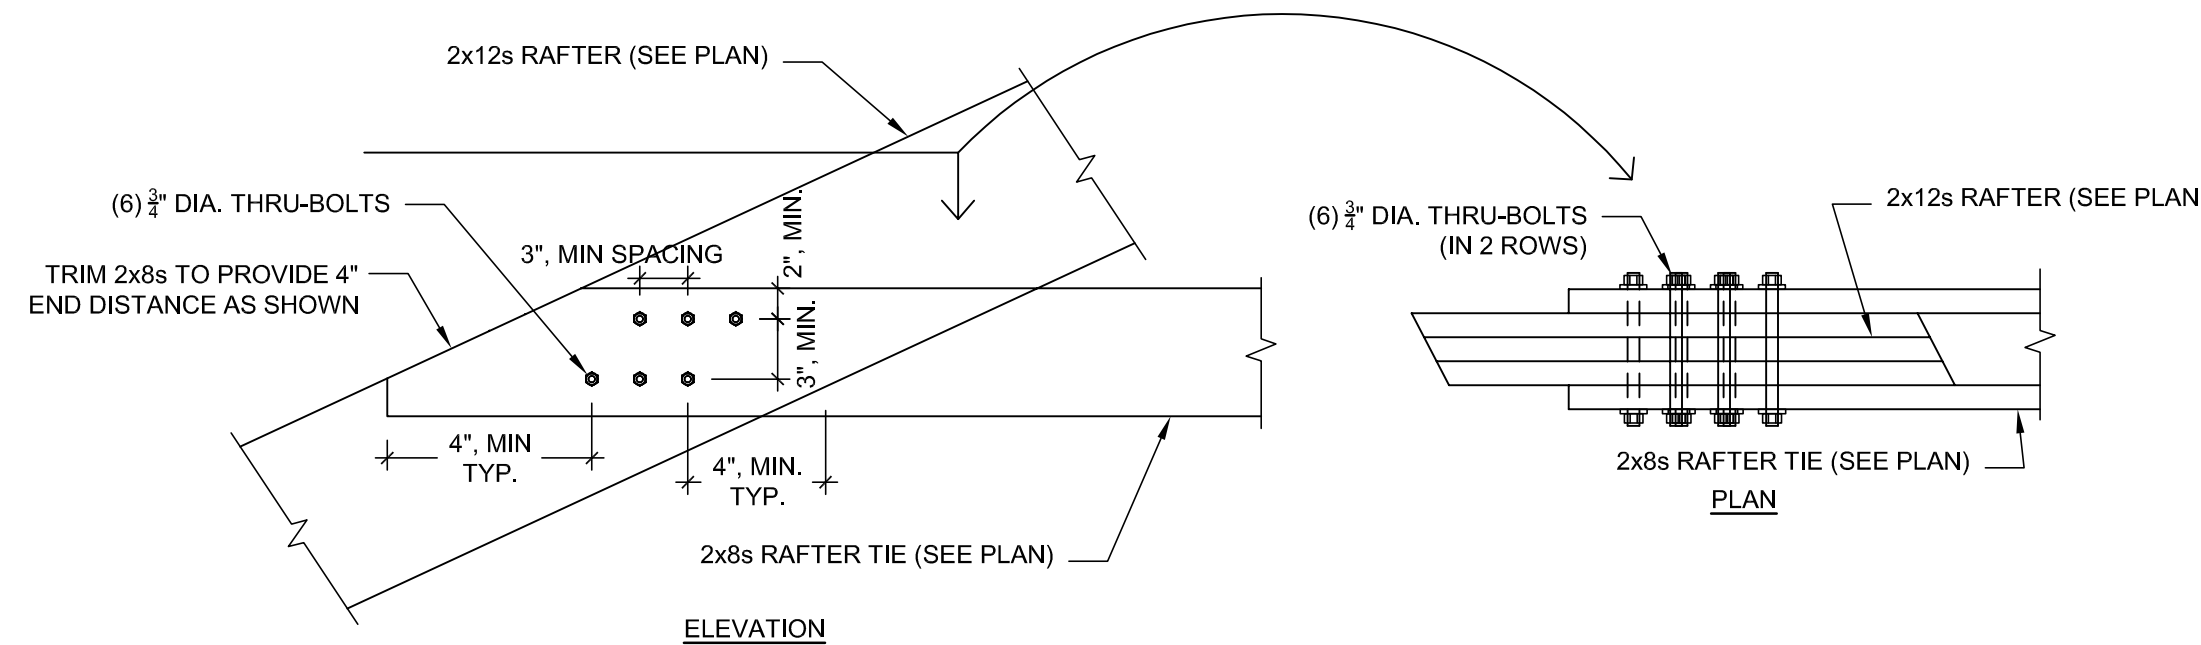 2x12s RAFTER (SEE PLAN)
(6) 3/4" DIA. THRU-BOLTS
TRIM 2x8s TO PROVIDE 4"
END DISTANCE AS SHOWN
3", MIN SPACING
2", MIN.
3", MIN.
4", MIN
TYP.
4", MIN.
TYP.
2x8s RAFTER TIE (SEE PLAN)
ELEVATION
(6) 3/4" DIA. THRU-BOLTS
(IN 2 ROWS)
2x12s RAFTER (SEE PLAN
2x8s RAFTER TIE (SEE PLAN)
PLAN